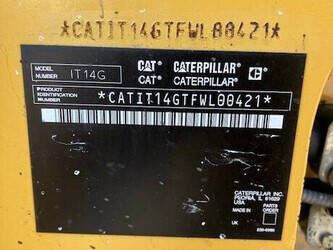 *CATIT14GTFWL00421*
MODEL NUMBER IT14G
CAT® CATERPILLAR®
CAT® CATERPILLAR®
PRODUCT IDENTIFICATION NUMBER *CATIT14GTFWL00421*
CATERPILLAR INC.
PEORIA, IL 61629
USA
MADE IN
PARTS ORDER
UK